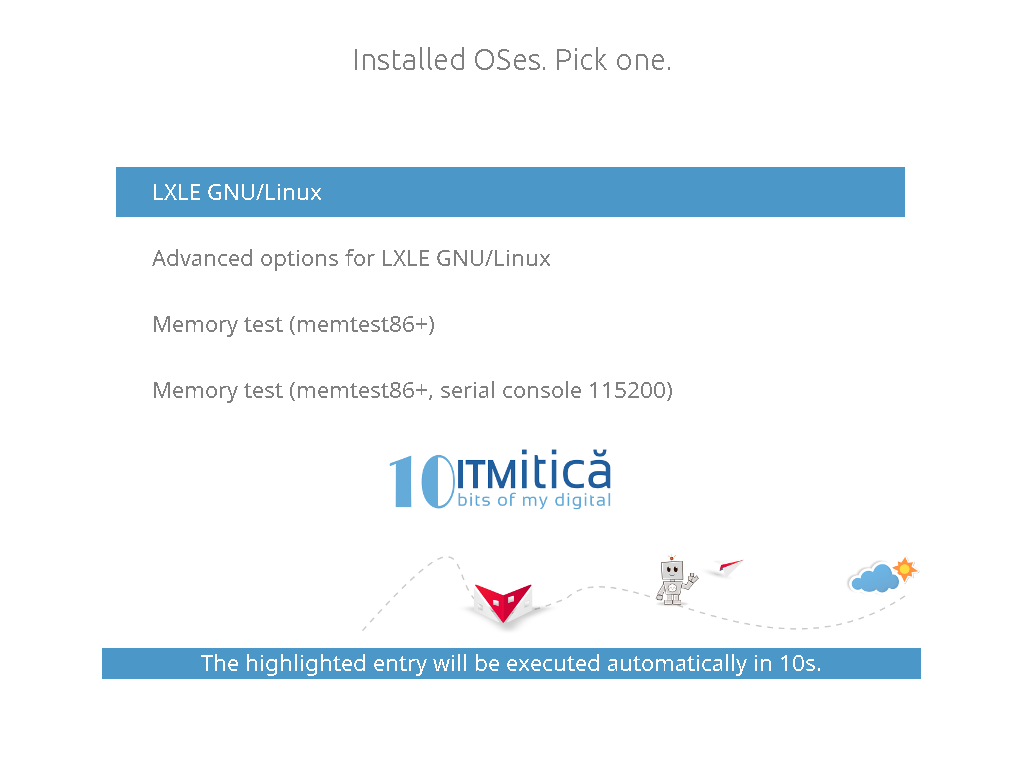 Installed OSes. Pick one.
LXLE GNU/Linux
Advanced options for LXLE GNU/Linux
Memory test (memtest86+)
Memory test (memtest86+, serial console 115200)
10 ITMitică
bits of my digital
The highlighted entry will be executed automatically in 10s.